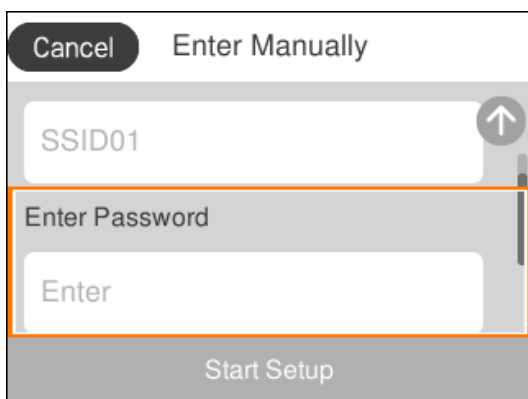 Cancel Enter Manually
SSID01
Enter Password
Enter
Start Setup